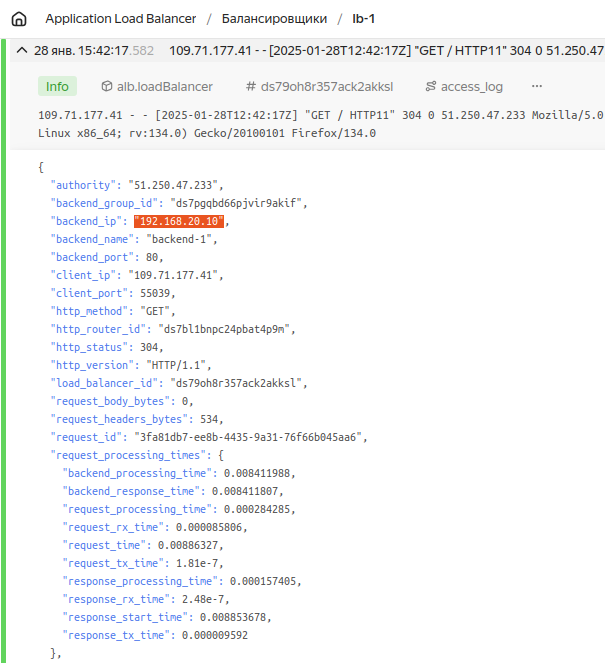 Application Load Balancer / Балансировщики / lb-1
28 янв. 15:42:17.582 109.71.177.41 - - [2025-01-28T12:42:17Z] "GET / HTTP11" 304 0 51.250.47
Info alb.loadBalancer # ds79oh8r357ack2akksl access_log ...
109.71.177.41 - - [2025-01-28T12:42:17Z] "GET / HTTP11" 304 0 51.250.47.233 Mozilla/5.0
Linux x86_64; rv:134.0) Gecko/20100101 Firefox/134.0
{
"authority": "51.250.47.233",
"backend_group_id": "ds7pgqbd66pjvir9akif",
"backend_ip": "192.168.20.10",
"backend_name": "backend-1",
"backend_port": 80,
"client_ip": "109.71.177.41",
"client_port": 55039,
"http_method": "GET",
"http_router_id": "ds7bl1bnpc24pbat4p9m",
"http_status": 304,
"http_version": "HTTP/1.1",
"load_balancer_id": "ds79oh8r357ack2akksl",
"request_body_bytes": 0,
"request_headers_bytes": 534,
"request_id": "3fa81db7-ee8b-4435-9a31-76f66b045aa6",
"request_processing_times": {
"backend_processing_time": 0.008411988,
"backend_response_time": 0.008411807,
"request_processing_time": 0.000284285,
"request_rx_time": 0.000085806,
"request_time": 0.00886327,
"request_tx_time": 1.81e-7,
"response_processing_time": 0.000157405,
"response_rx_time": 2.48e-7,
"response_start_time": 0.008853678,
"response_tx_time": 0.000009592
},